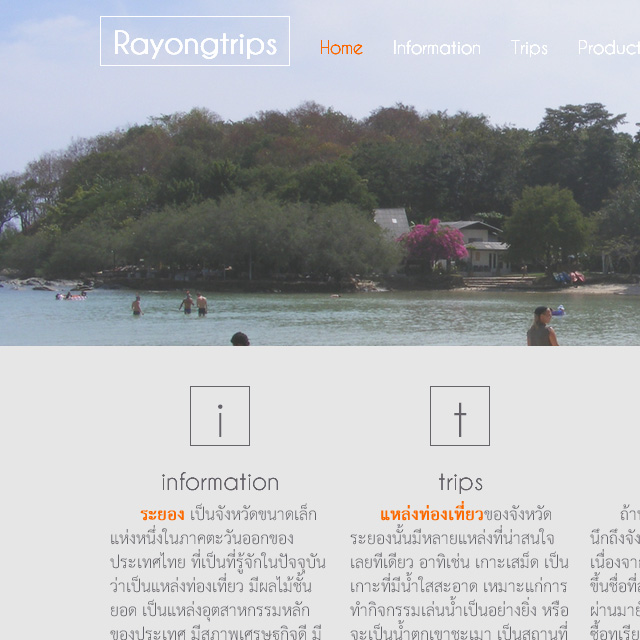 Rayongtrips
Home Information Trips Product
i
information
ระยอง เป็นจังหวัดขนาดเล็ก
แห่งหนึ่งในภาคตะวันออกของ
ประเทศไทย ที่เป็นที่รู้จักในปัจจุบัน
ว่าเป็นแหล่งท่องเที่ยว มีผลไม้ชั้น
ยอด เป็นแหล่งอุตสาหกรรมหลัก
ของประเทศ มีสภาพเศรษฐกิจดี มี
t
trips
แหล่งท่องเที่ยวของจังหวัด
ระยองนั้นมีหลายแหล่งที่น่าสนใจ
เลยทีเดียว อาทิเช่น เกาะเสม็ด เป็น
เกาะที่มีน้ำใสสะอาด เหมาะแก่การ
ทำกิจกรรมเล่นน้ำเป็นอย่างยิ่ง หรือ
จะเป็นน้ำตกเขาชะเมา เป็นสถานที่
ถ้า
นึกถึงจัง
เนื่องจา
ขึ้นชื่อที่
ผ่านมาย
ชื่อทุเรีย